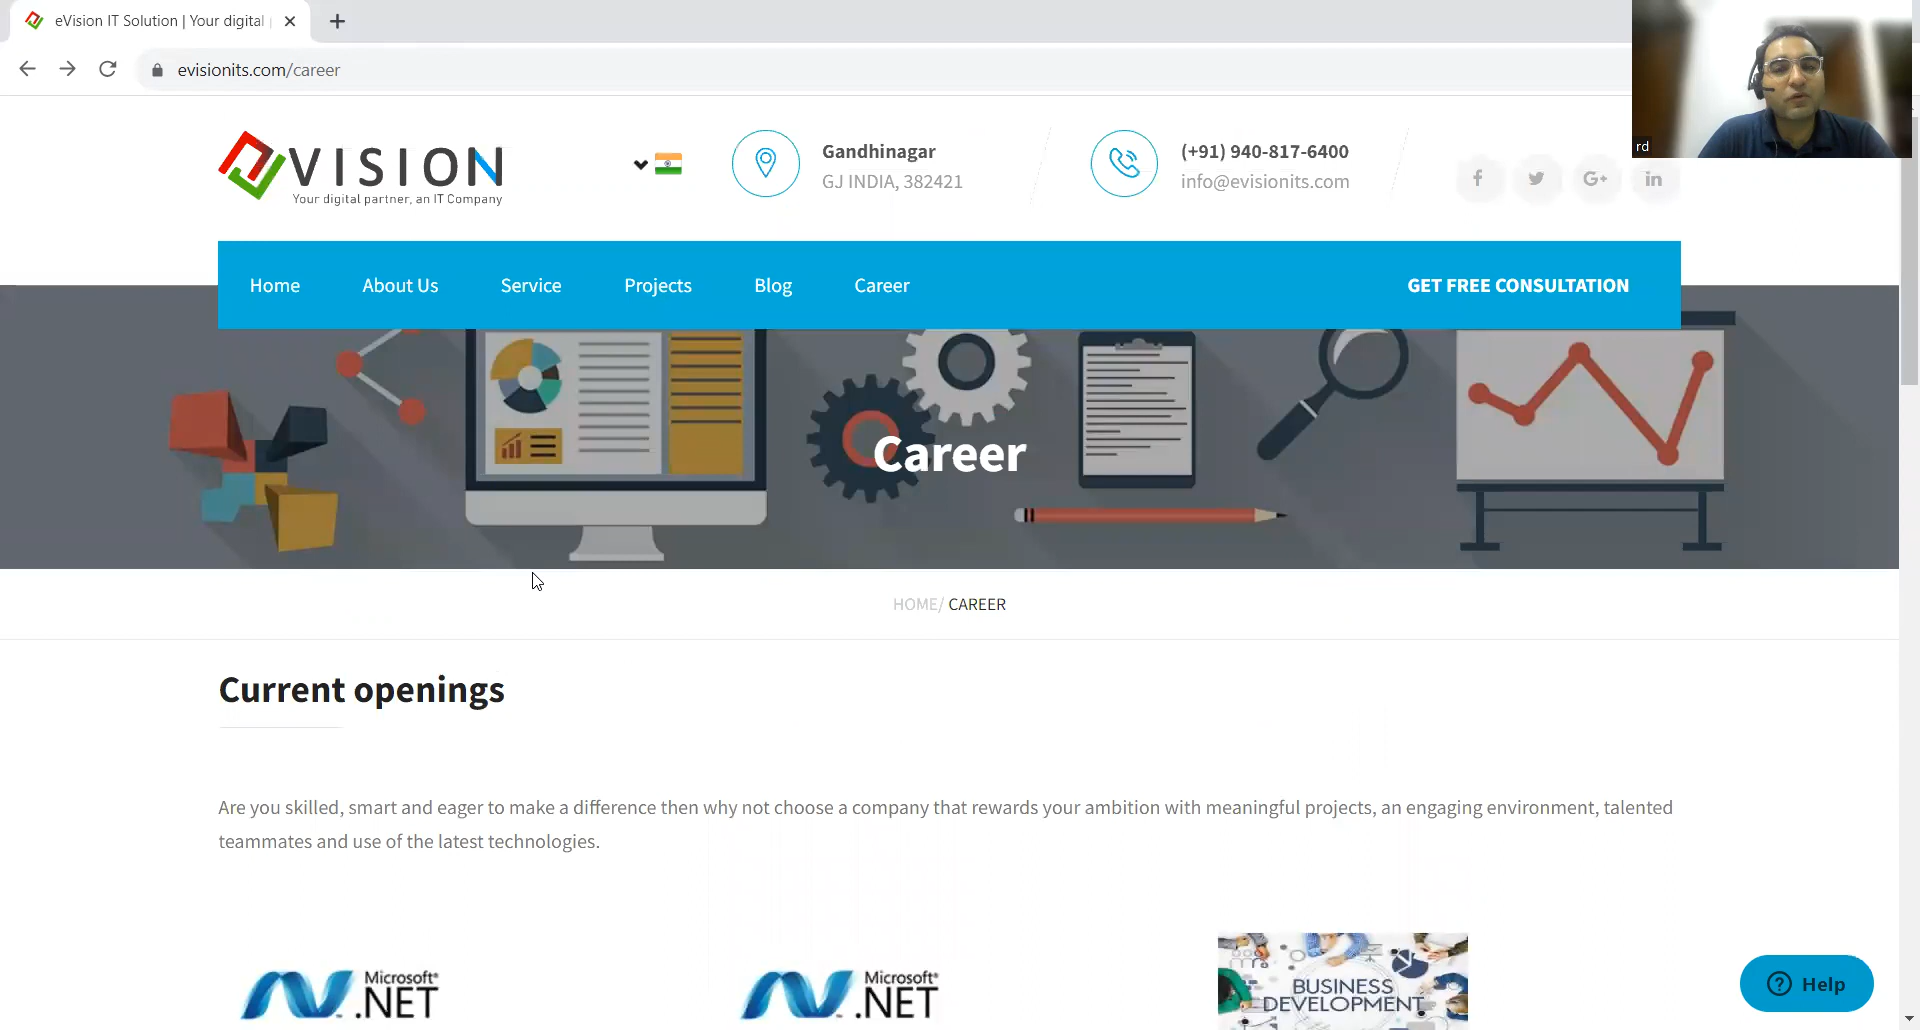 eVision IT Solution | Your digital
evisionits.com/career
rd
VISION
Your digital partner, an IT Company
Gandhinagar
GJ INDIA, 382421
(+91) 940-817-6400
info@evisionits.com
f
G+
in
Home
About Us
Service
Projects
Blog
Career
GET FREE CONSULTATION
Career
HOME/ CAREER
Current openings
Are you skilled, smart and eager to make a difference then why not choose a company that rewards your ambition with meaningful projects, an engaging environment, talented
teammates and use of the latest technologies.
Microsoft®
.NET
Microsoft®
.NET
BUSINESS
DEVELOPMENT
? Help